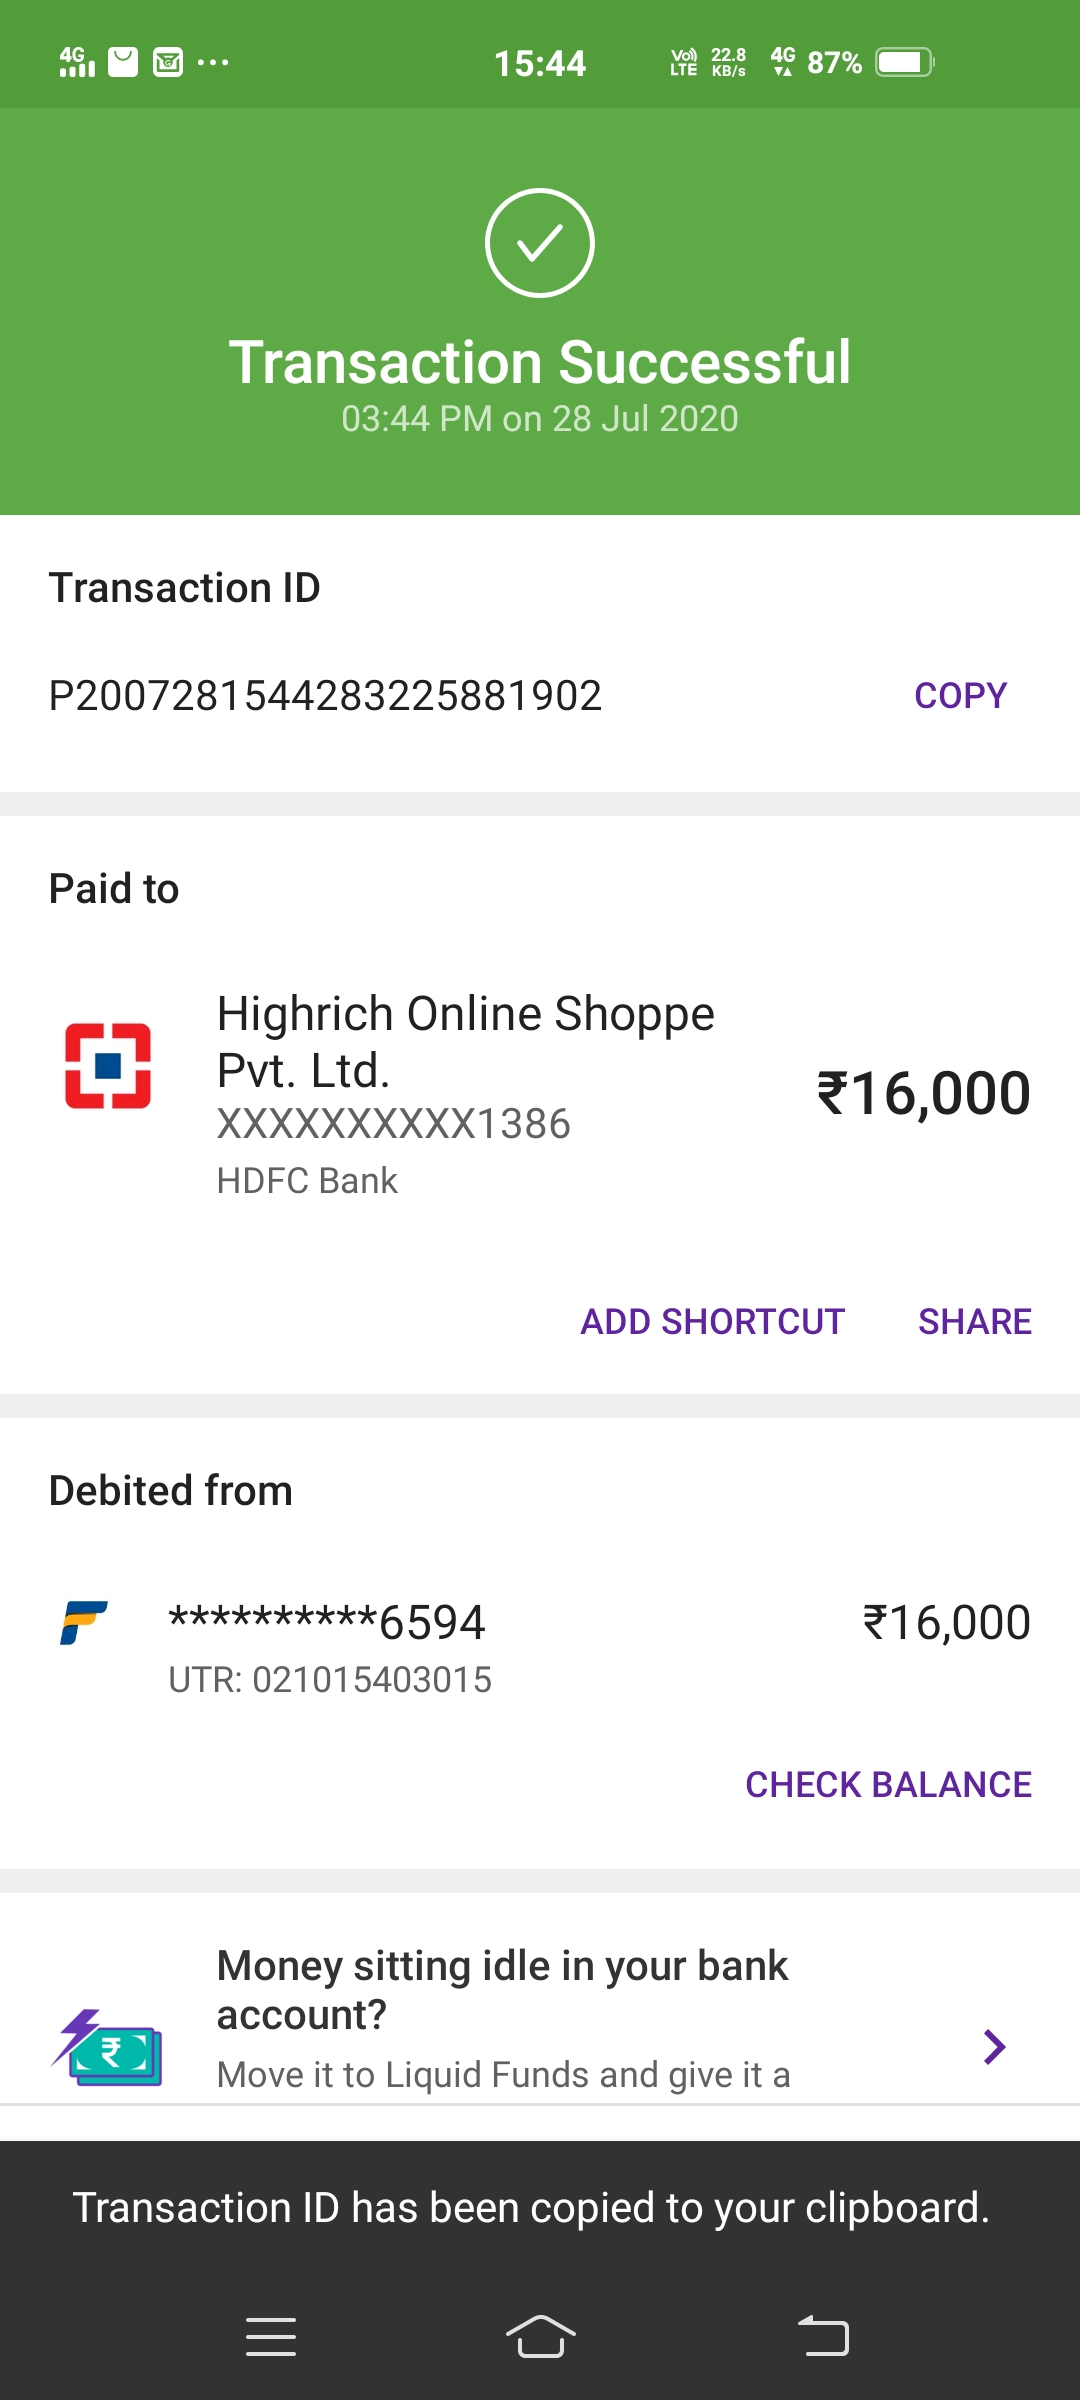 4G
15:44
Vo)) LTE
22.8 KB/s
4G
87%
Transaction Successful
03:44 PM on 28 Jul 2020
Transaction ID
P2007281544283225881902
COPY
Paid to
Highrich Online Shoppe
Pvt. Ltd.
₹16,000
XXXXXXXXXX1386
HDFC Bank
ADD SHORTCUT
SHARE
Debited from
**********6594
₹16,000
UTR: 021015403015
CHECK BALANCE
Money sitting idle in your bank
account?
Move it to Liquid Funds and give it a
Transaction ID has been copied to your clipboard.